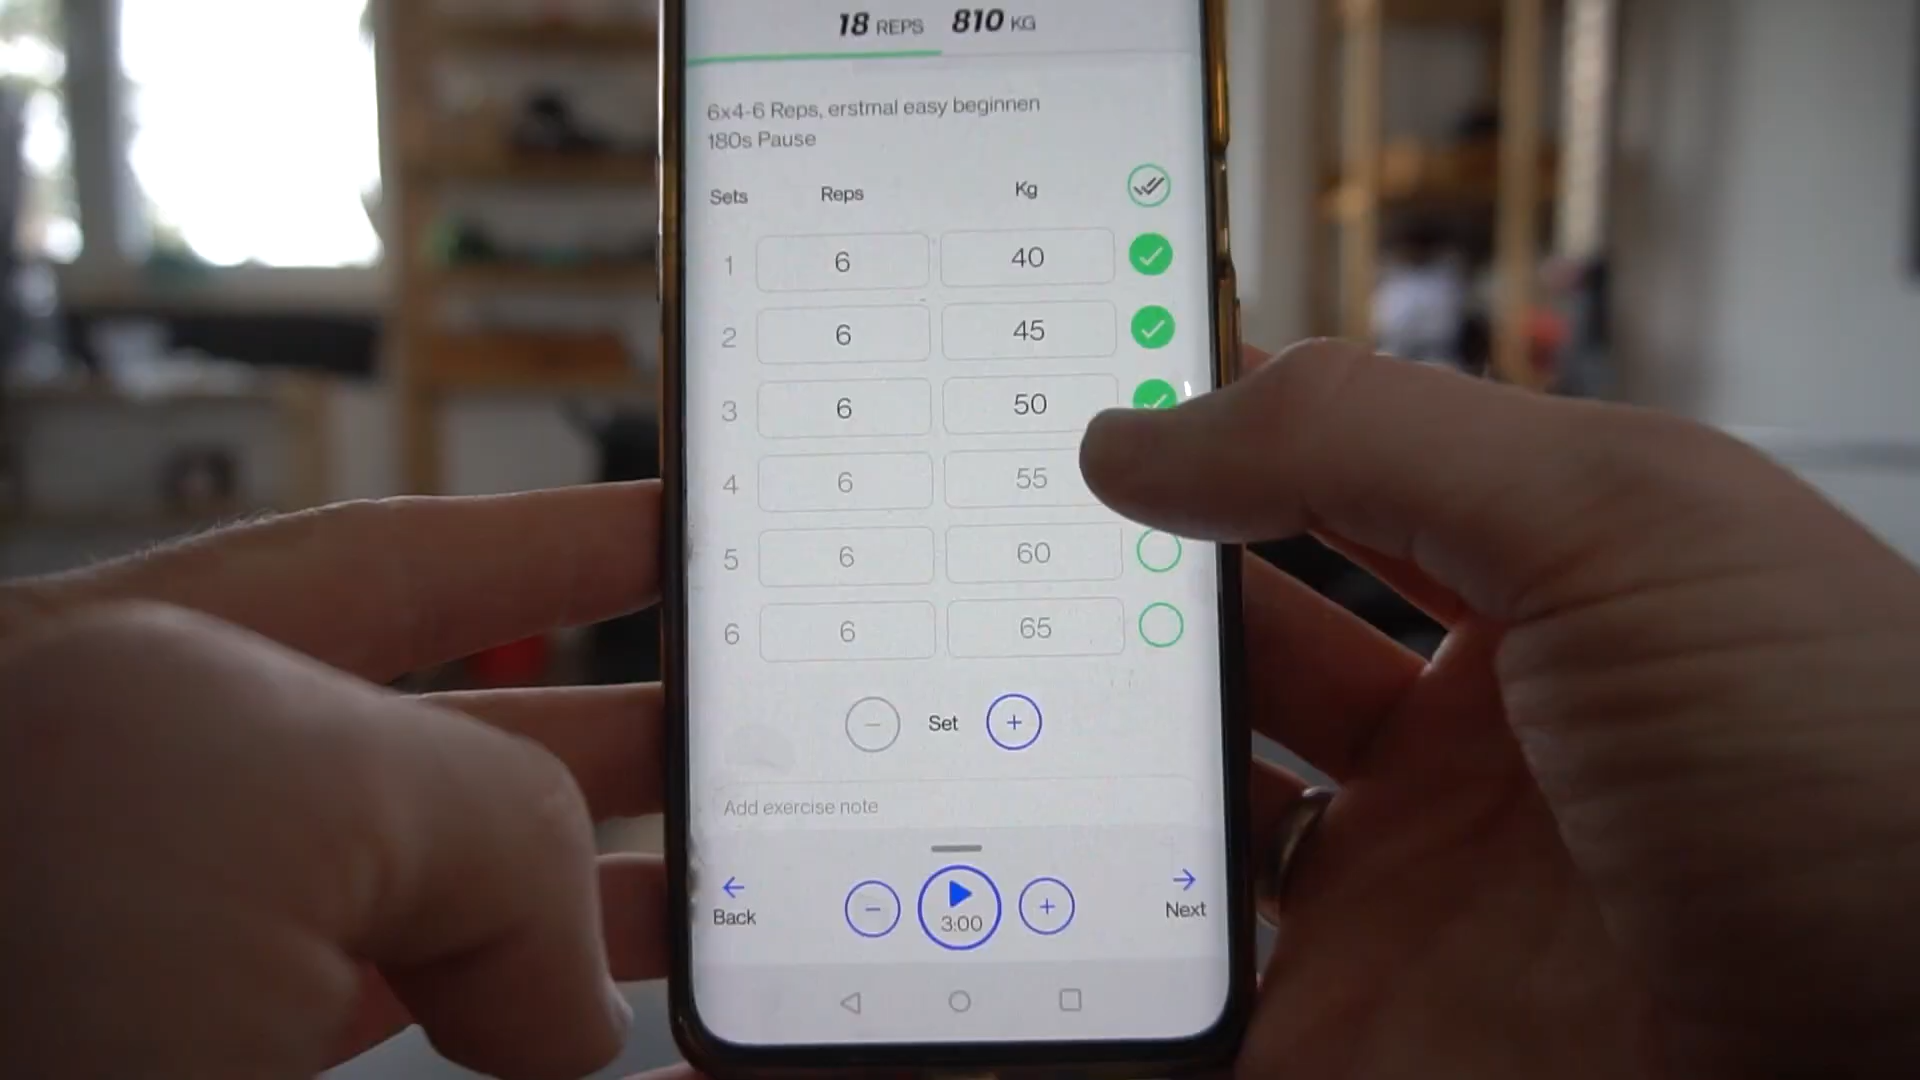 18 REPS 810 KG
6x4-6 Reps, erstmal easy beginnen
180s Pause
Sets Reps Kg
1 6 40
2 6 45
3 6 50
4 6 55
5 6 60
6 6 65
Set
Add exercise note
Back 3:00 Next